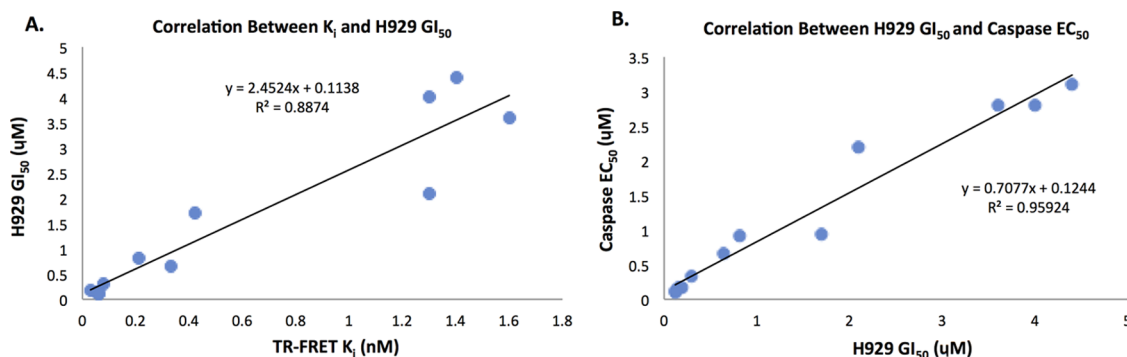 A.
Correlation Between Ki and H929 GI50
5
4.5
4
3.5
3
2.5
2
1.5
1
0.5
0
H929 GI50 (ɥM)
y = 2.4524x + 0.1138
R² = 0.8874
0 0.2 0.4 0.6 0.8 1 1.2 1.4 1.6 1.8
TR-FRET Ki (nM)
B.
Correlation Between H929 GI50 and Caspase EC50
3.5
3
2.5
2
1.5
1
0.5
0
Caspase EC50 (ɥM)
y = 0.7077x + 0.1244
R² = 0.95924
0 1 2 3 4 5
H929 GI50 (ɥM)